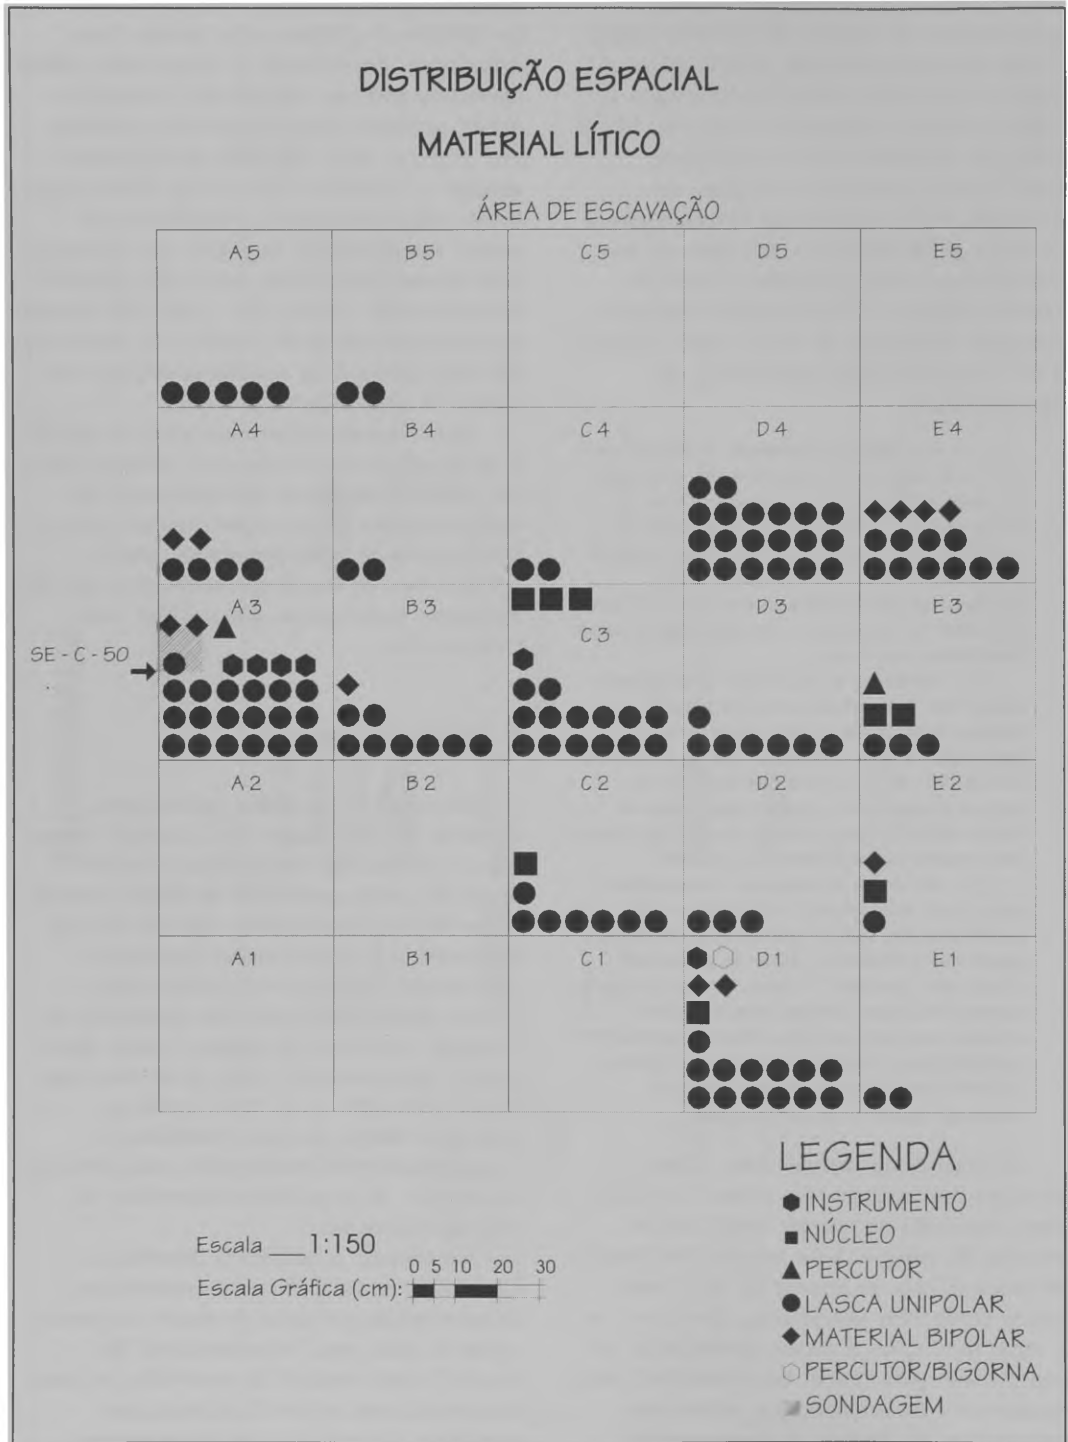 DISTRIBUIÇÃO ESPACIAL
MATERIAL LÍTICO
ÁREA DE ESCAVAÇÃO
A5 B5 C5 D5 E5
A4 B4 C4 D4 E4
A3 B3 C3 D3 E3
SE - C - 50
A2 B2 C2 D2 E2
A1 B1 C1 D1 E1
LEGENDA
INSTRUMENTO
NÚCLEO
PERCUTOR
LASCA UNIPOLAR
MATERIAL BIPOLAR
PERCUTOR/BIGORNA
SONDAGEM
Escala ___ 1:150
0 5 10 20 30
Escala Gráfica (cm):